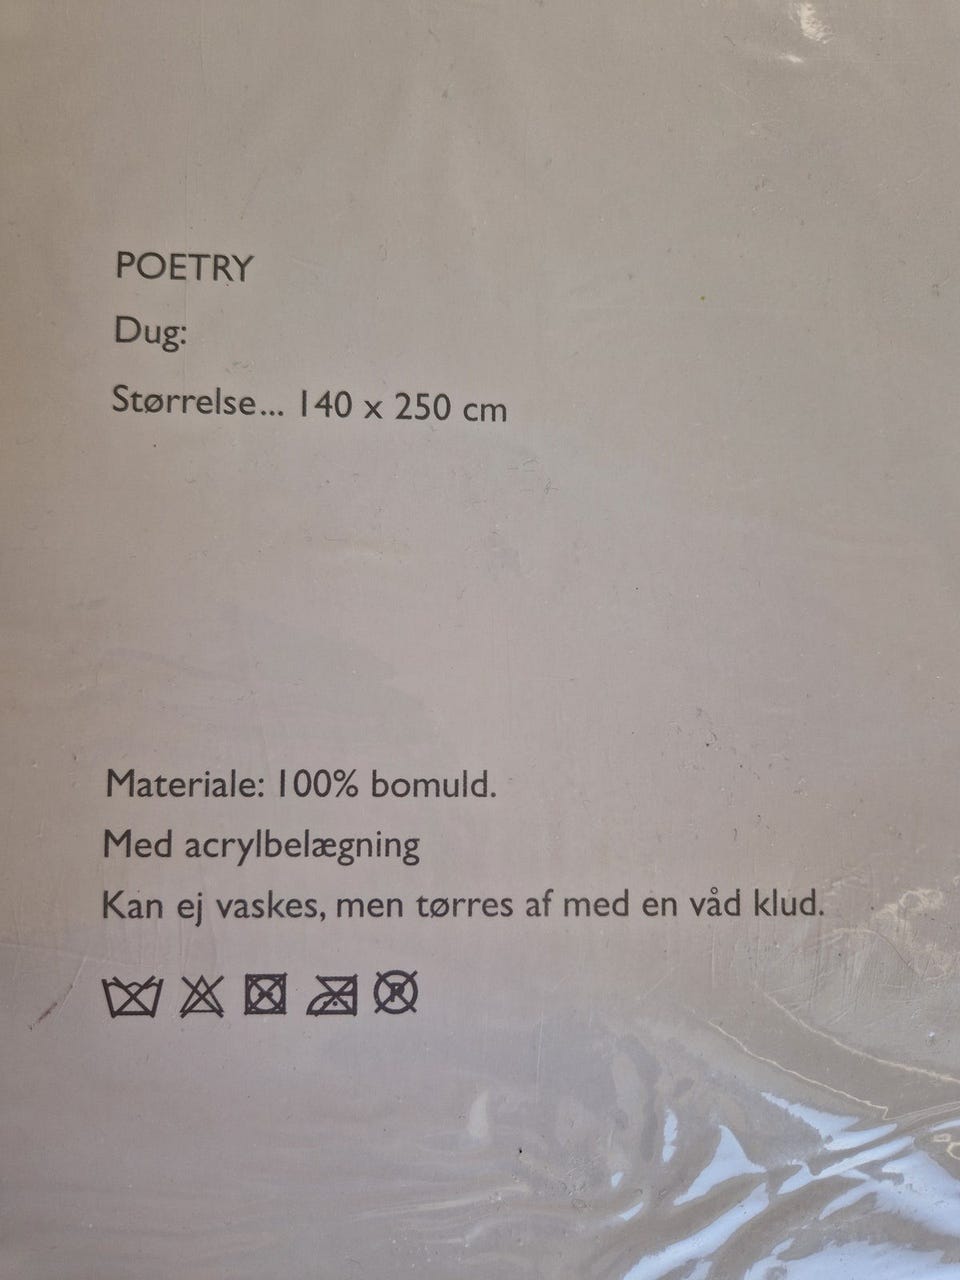 POETRY
Dug:
Størrelse... 140 x 250 cm
Materiale: 100% bomuld.
Med acrylbelægning
Kan ej vaskes, men tørres af med en våd klud.